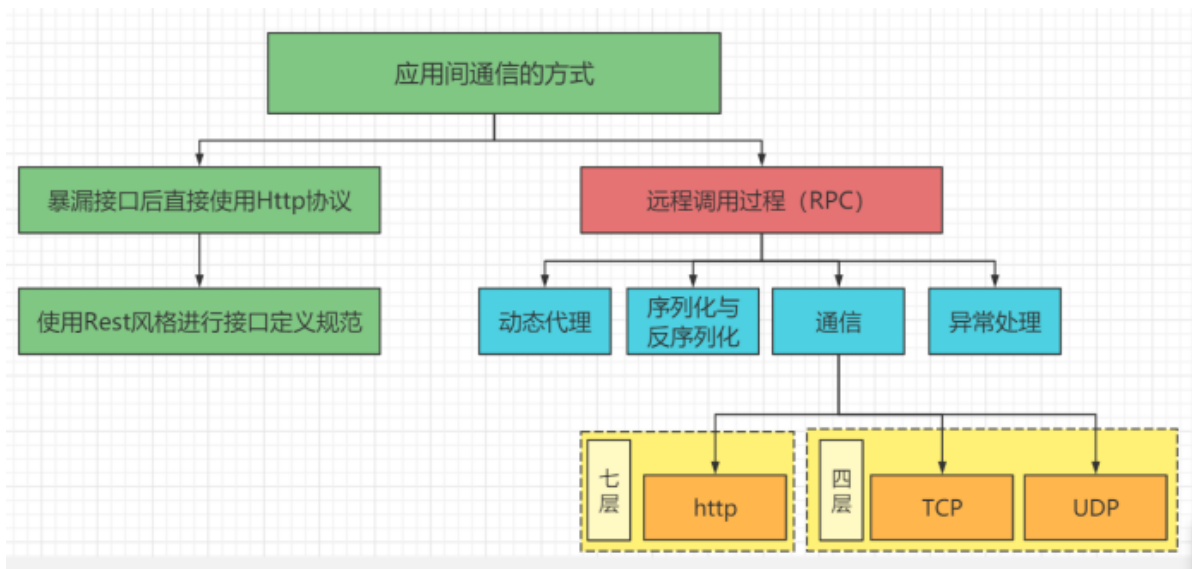 应用间通信的方式
暴漏接口后直接使用Http协议
远程调用过程（RPC）
使用Rest风格进行接口定义规范
动态代理
序列化与
反序列化
通信
异常处理
七
层
http
四
层
TCP
UDP